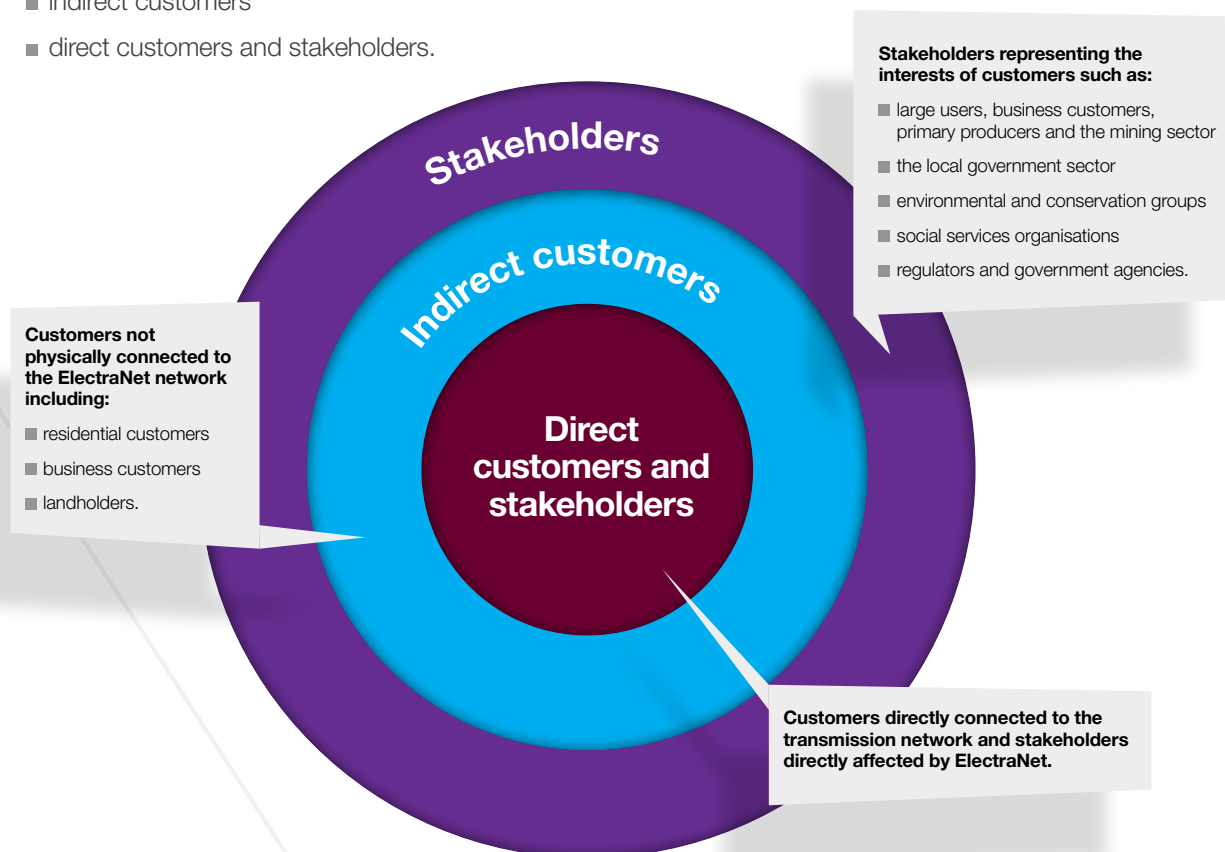 indirect customers
direct customers and stakeholders.
Stakeholders representing the
interests of customers such as:
large users, business customers,
primary producers and the mining sector
the local government sector
environmental and conservation groups
social services organisations
regulators and government agencies.
Stakeholders
Indirect customers
Direct
customers and
stakeholders
Customers not
physically connected to
the ElectraNet network
including:
residential customers
business customers
landholders.
Customers directly connected to the
transmission network and stakeholders
directly affected by ElectraNet.